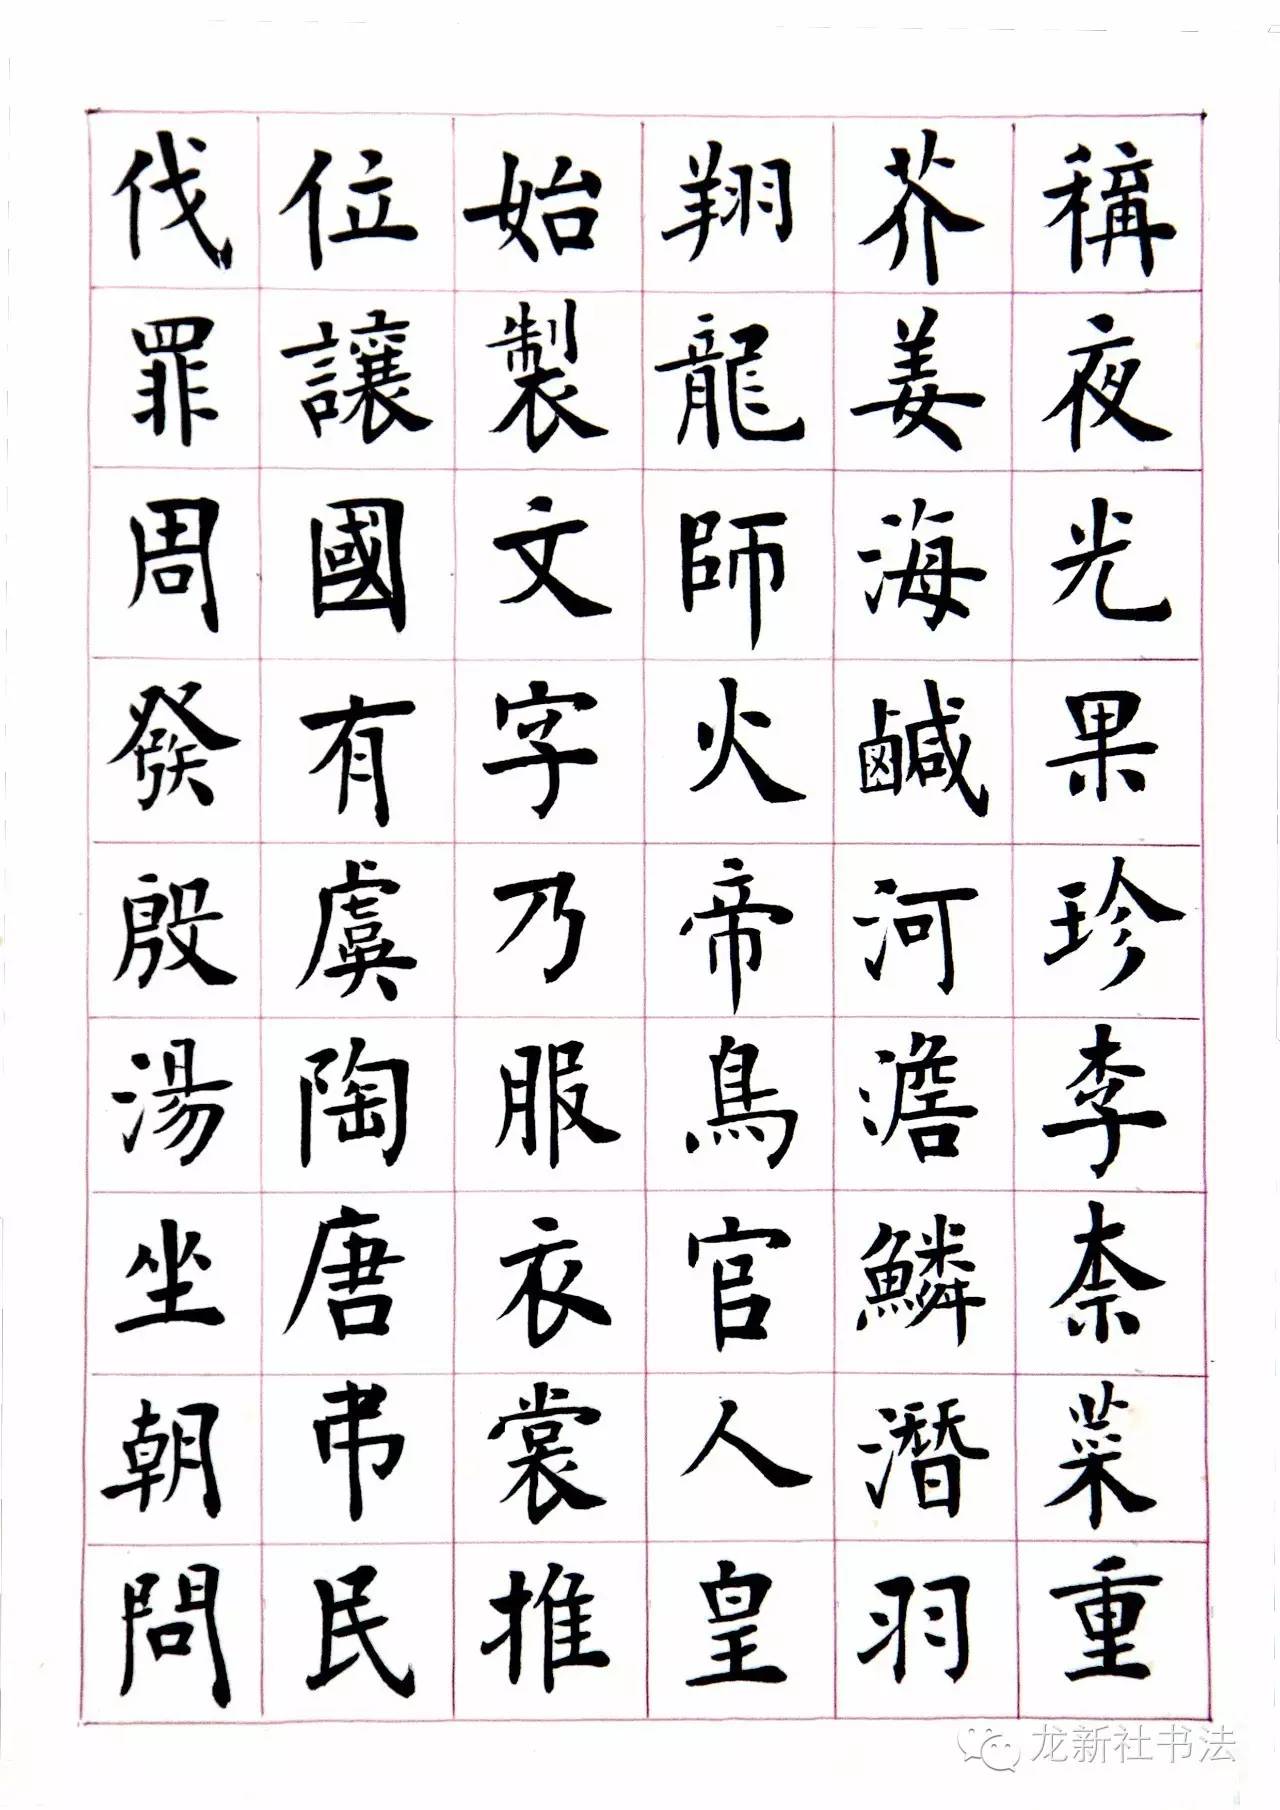 稱夜光果珍李柰菜重
芥姜海鹹河澹鱗潛羽
翔龍師火帝鳥官人皇
始製文字乃服衣裳推
位讓國有虞陶唐弔民
伐罪周發殷湯坐朝問
龙新社书法